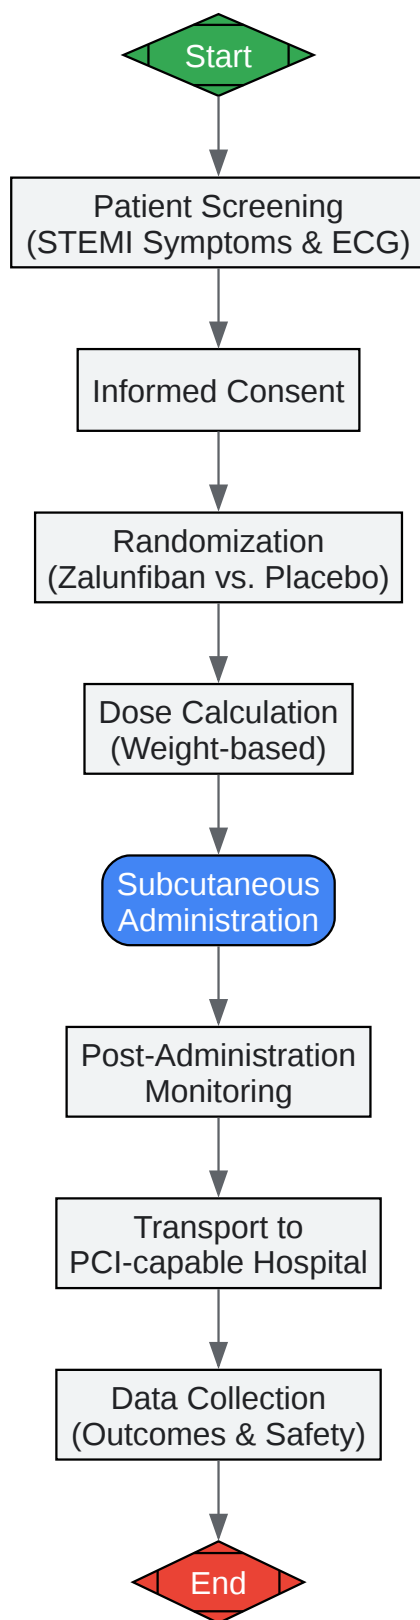 Start
Patient Screening
(STEMI Symptoms & ECG)
Informed Consent
Randomization
(Zalunfiban vs. Placebo)
Dose Calculation
(Weight-based)
Subcutaneous
Administration
Post-Administration
Monitoring
Transport to
PCI-capable Hospital
Data Collection
(Outcomes & Safety)
End